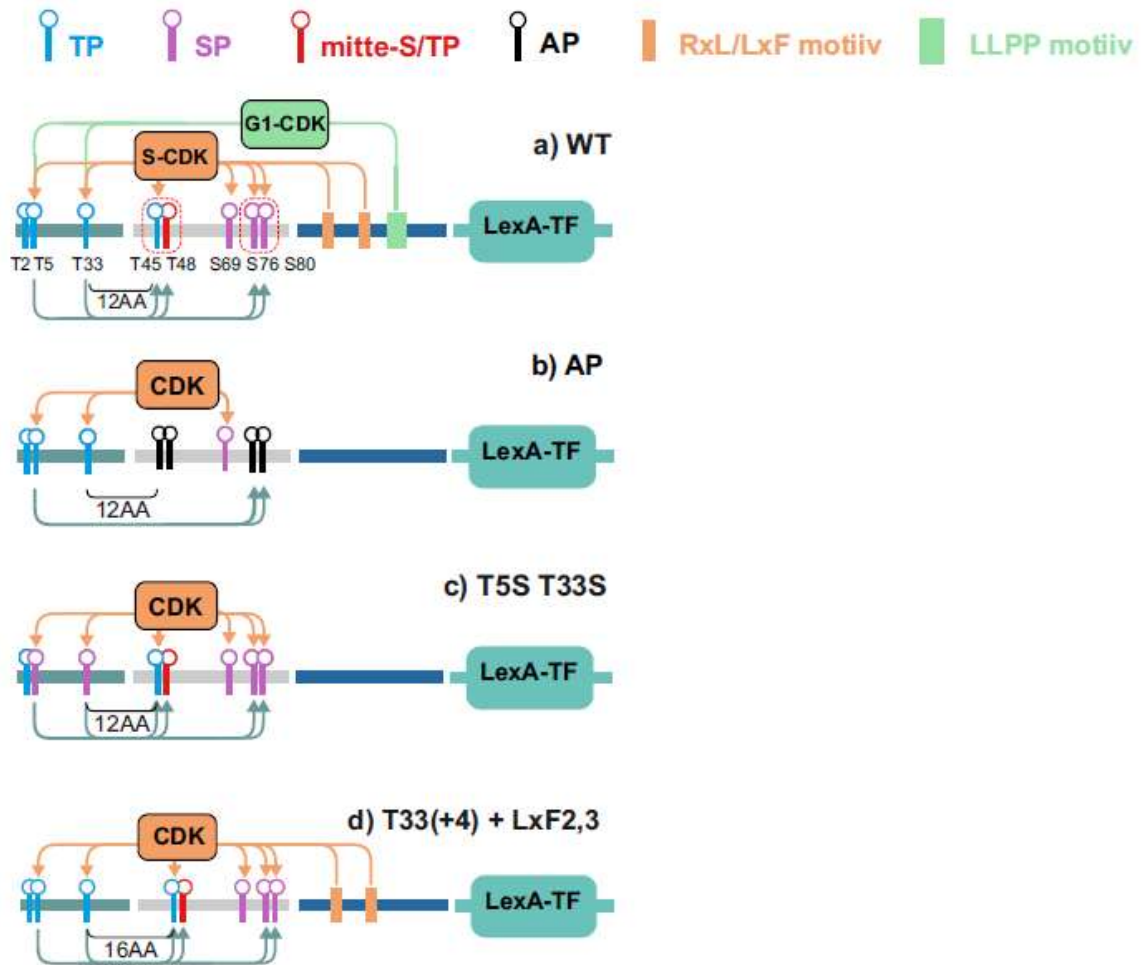 TP SP mitte-S/TP AP RxL/LxF motiiv LLPP motiiv
G1-CDK
a) WT
S-CDK
LexA-TF
T2 T5 T33 T45 T48 S69 S76 S80
12AA
b) AP
CDK
LexA-TF
12AA
c) T5S T33S
CDK
LexA-TF
12AA
d) T33(+4) + LxF2,3
CDK
LexA-TF
16AA